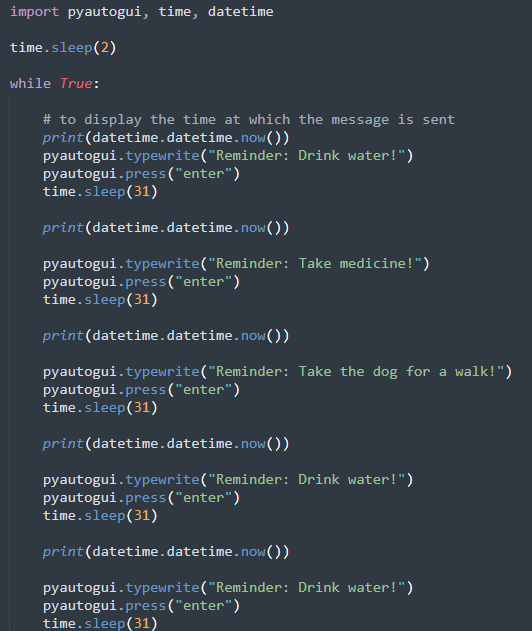 import pyautogui, time, datetime
time.sleep(2)
while True:
# to display the time at which the message is sent
print(datetime.datetime.now())
pyautogui.typewrite("Reminder: Drink water!")
pyautogui.press("enter")
time.sleep(31)
print(datetime.datetime.now())
pyautogui.typewrite("Reminder: Take medicine!")
pyautogui.press("enter")
time.sleep(31)
print(datetime.datetime.now())
pyautogui.typewrite("Reminder: Take the dog for a walk!")
pyautogui.press("enter")
time.sleep(31)
print(datetime.datetime.now())
pyautogui.typewrite("Reminder: Drink water!")
pyautogui.press("enter")
time.sleep(31)
print(datetime.datetime.now())
pyautogui.typewrite("Reminder: Drink water!")
pyautogui.press("enter")
time.sleep(31)